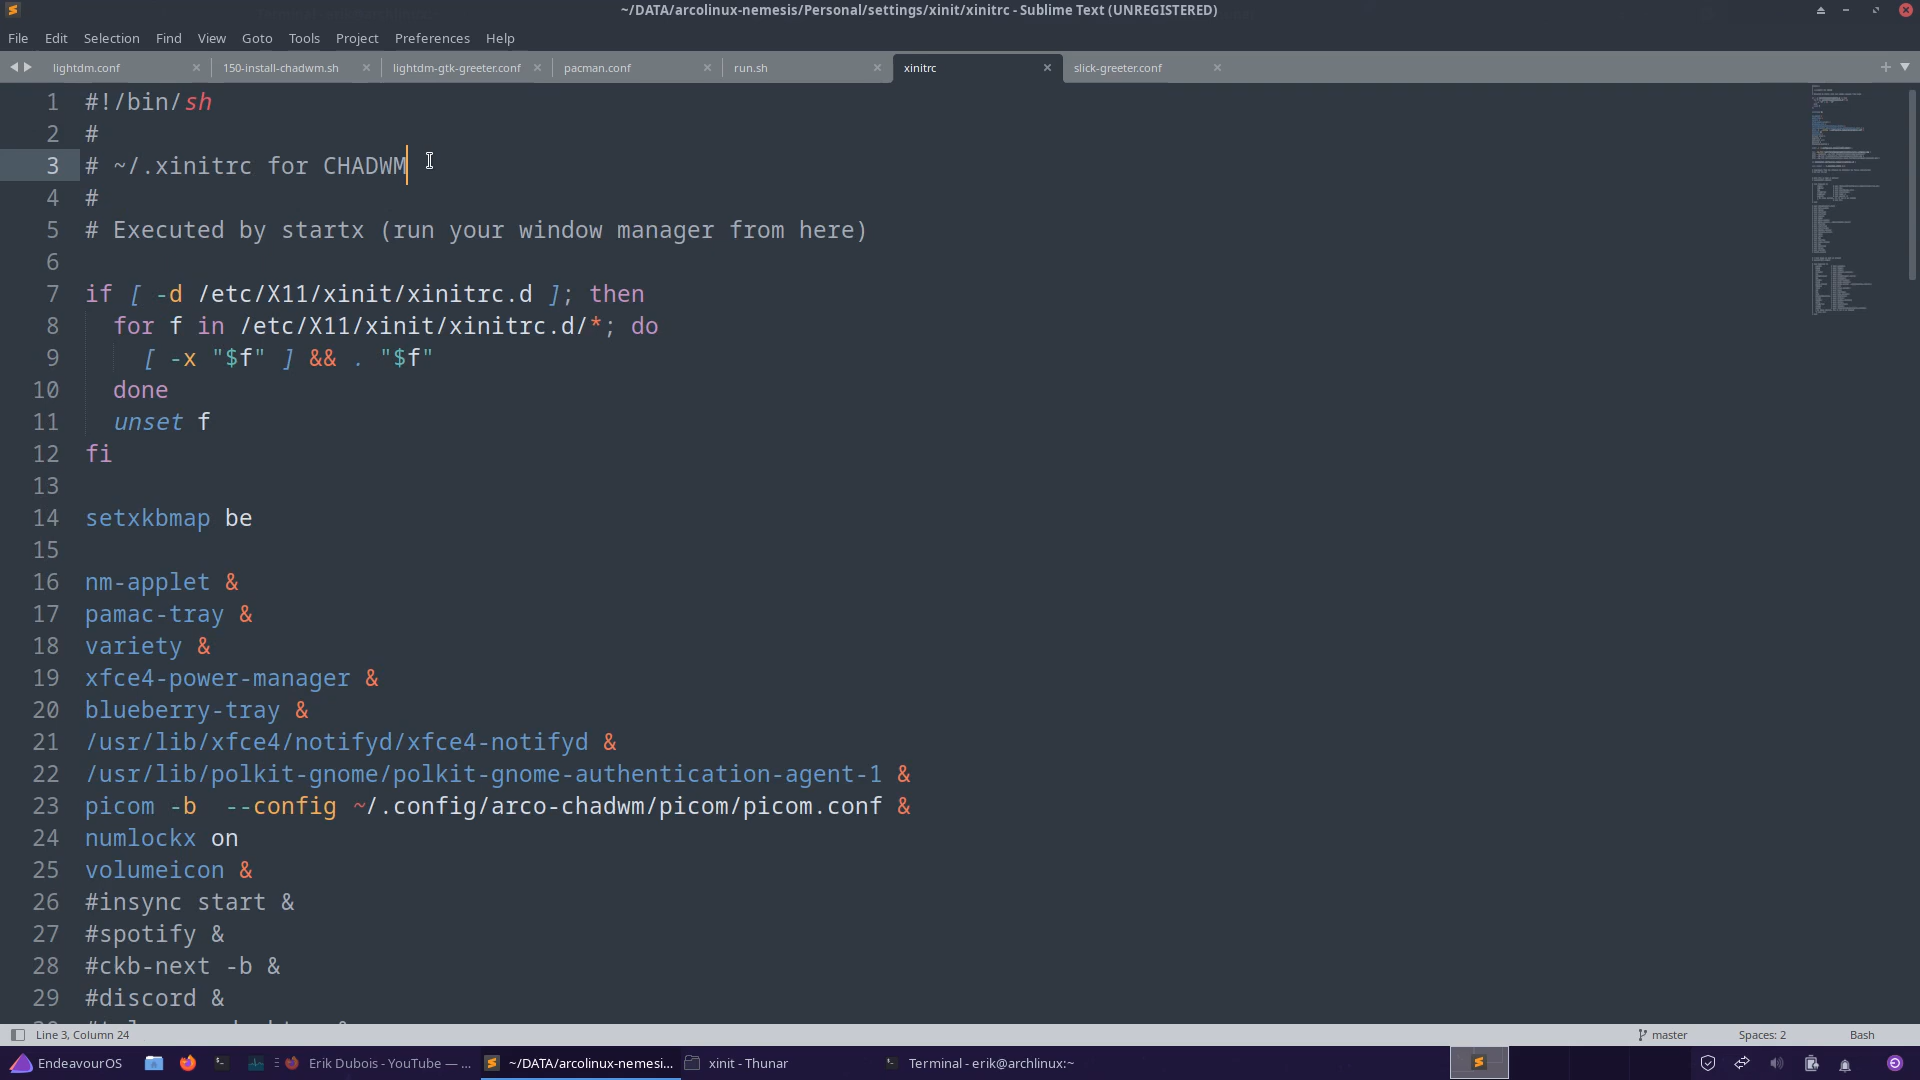 ~/DATA/arcolinux-nemesis/Personal/settings/xinit/xinitrc - Sublime Text (UNREGISTERED)
File Edit Selection Find View Goto Tools Project Preferences Help
lightdm.conf 150-install-chadwm.sh lightdm-gtk-greeter.conf pacman.conf run.sh xinitrc slick-greeter.conf
1 #!/bin/sh
2 #
3 # ~/.xinitrc for CHADWM
4 #
5 # Executed by startx (run your window manager from here)
6
7 if [ -d /etc/X11/xinit/xinitrc.d ]; then
8 for f in /etc/X11/xinit/xinitrc.d/*; do
9 [ -x "$f" ] && . "$f"
10 done
11 unset f
12 fi
13
14 setxkbmap be
15
16 nm-applet &
17 pamac-tray &
18 variety &
19 xfce4-power-manager &
20 blueberry-tray &
21 /usr/lib/xfce4/notifyd/xfce4-notifyd &
22 /usr/lib/polkit-gnome/polkit-gnome-authentication-agent-1 &
23 picom -b  --config ~/.config/arco-chadwm/picom/picom.conf &
24 numlockx on
25 volumeicon &
26 #insync start &
27 #spotify &
28 #ckb-next -b &
29 #discord &
Line 3, Column 24 master Spaces: 2 Bash
EndeavourOS Erik Dubois - YouTube — ... ~/DATA/arcolinux-nemesi... xinit - Thunar Terminal - erik@archlinux:~